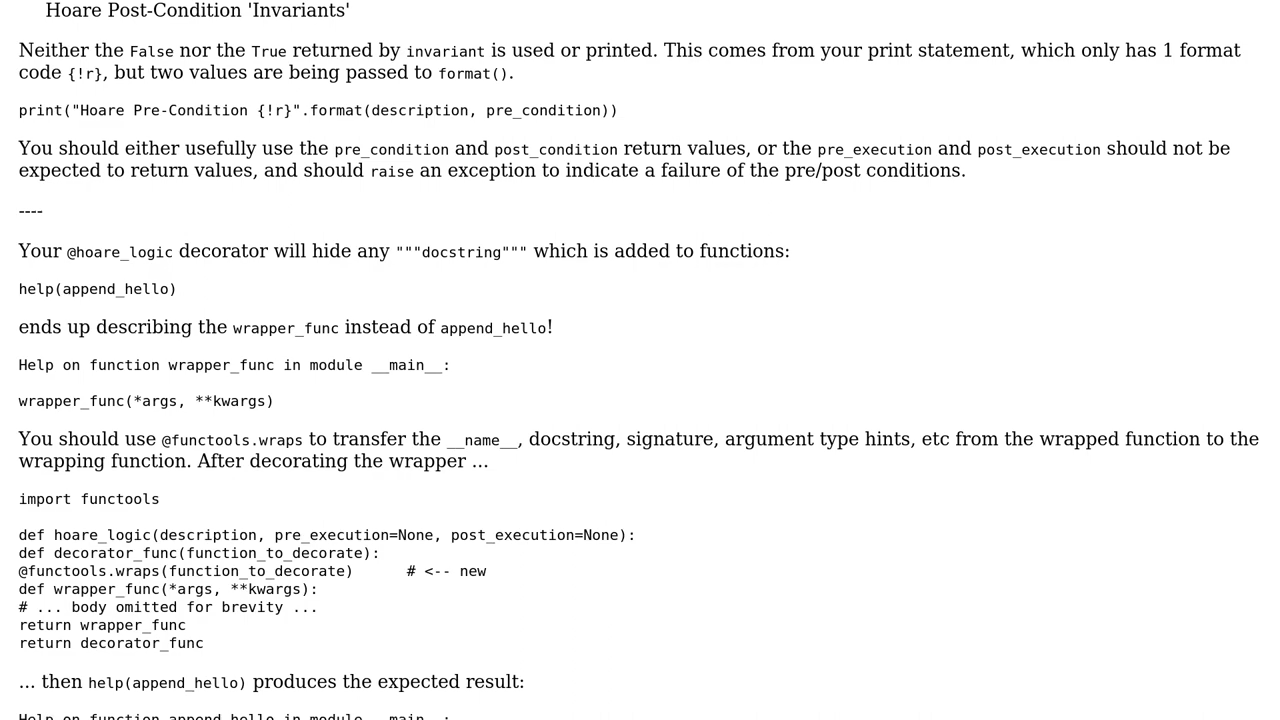 Hoare Post-Condition 'Invariants'
Neither the False nor the True returned by invariant is used or printed. This comes from your print statement, which only has 1 format
code {!r}, but two values are being passed to format().
print("Hoare Pre-Condition {!r}".format(description, pre_condition))
You should either usefully use the pre_condition and post_condition return values, or the pre_execution and post_execution should not be
expected to return values, and should raise an exception to indicate a failure of the pre/post conditions.
----
Your @hoare_logic decorator will hide any """docstring""" which is added to functions:
help(append_hello)
ends up describing the wrapper_func instead of append_hello!
Help on function wrapper_func in module __main__:
wrapper_func(*args, **kwargs)
You should use @functools.wraps to transfer the __name__, docstring, signature, argument type hints, etc from the wrapped function to the
wrapping function. After decorating the wrapper ...
import functools
def hoare_logic(description, pre_execution=None, post_execution=None):
def decorator_func(function_to_decorate):
@functools.wraps(function_to_decorate)      # <-- new
def wrapper_func(*args, **kwargs):
# ... body omitted for brevity ...
return wrapper_func
return decorator_func
... then help(append_hello) produces the expected result:
Help on function append_hello in module __main__: